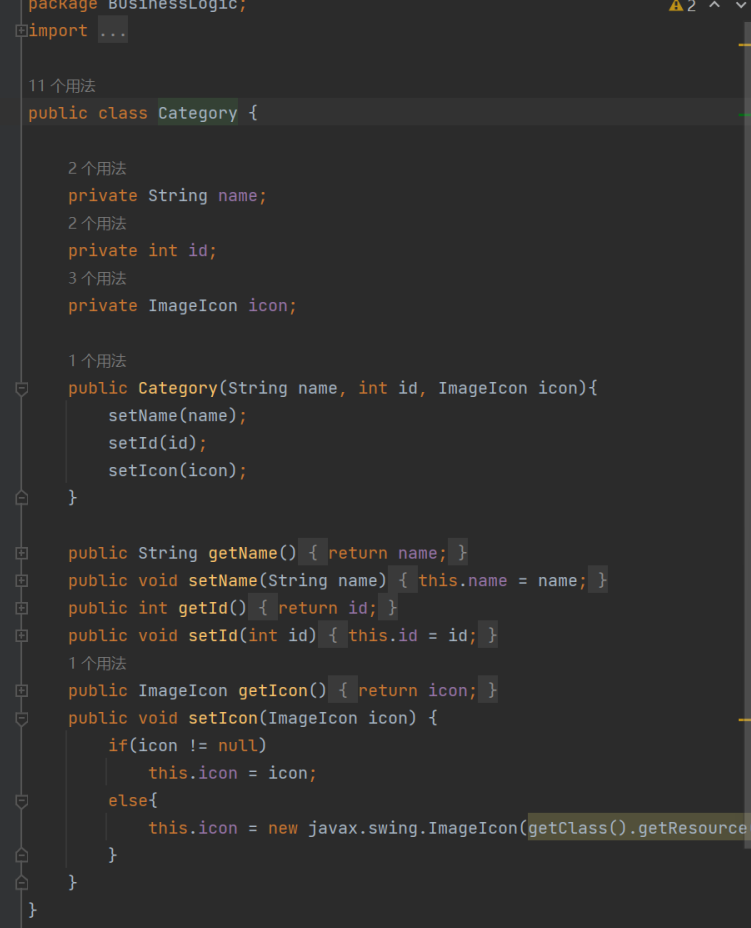 package BusinessLogic;
2
import ...
11 个用法
public class Category {
2 个用法
private String name;
2 个用法
private int id;
3 个用法
private ImageIcon icon;
1 个用法
public Category(String name, int id, ImageIcon icon){
setName(name);
setId(id);
setIcon(icon);
}
public String getName() { return name; }
public void setName(String name) { this.name = name; }
public int getId() { return id; }
public void setId(int id) { this.id = id; }
1 个用法
public ImageIcon getIcon() { return icon; }
public void setIcon(ImageIcon icon) {
if(icon != null)
this.icon = icon;
else{
this.icon = new javax.swing.ImageIcon(getClass().getResource
}
}
}